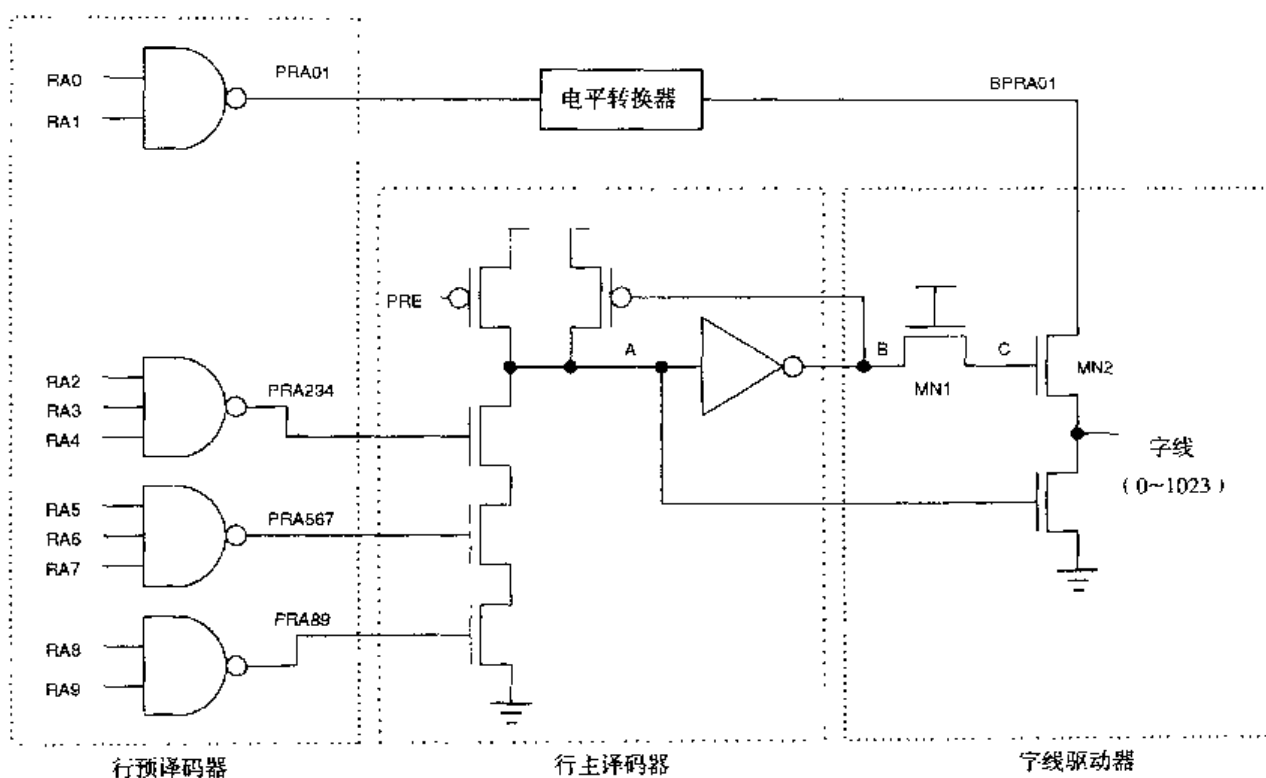 RA0
RA1
PRA01
电平转换器
BPRA01
PRE
A
B
C
MN1
MN2
RA2
RA3
RA4
PRA234
RA5
RA6
RA7
PRA567
RA8
RA9
PRA89
字线
（0~1023）
行预译码器
行主译码器
字线驱动器